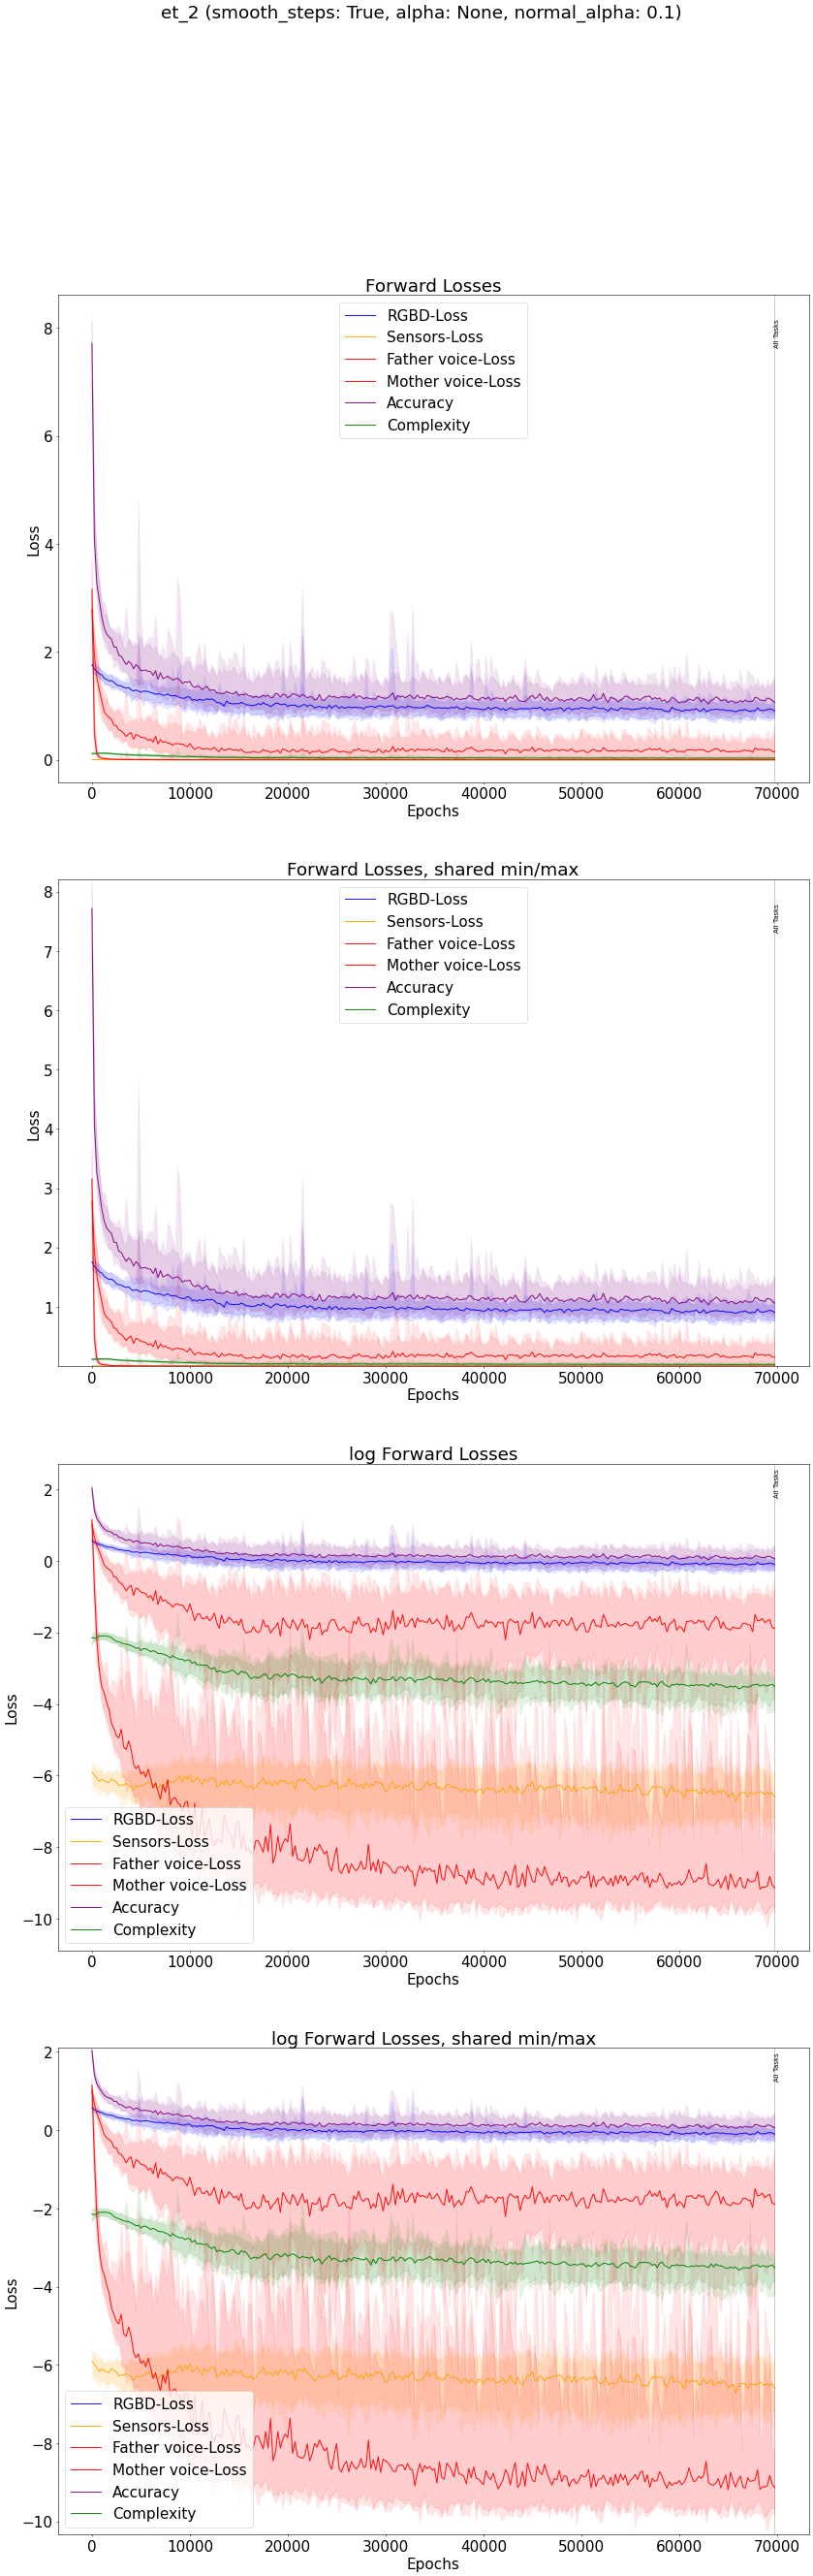 et_2 (smooth_steps: True, alpha: None, normal_alpha: 0.1)
Forward Losses
RGBD-Loss
Sensors-Loss
Father voice-Loss
Mother voice-Loss
Accuracy
Complexity
All Tasks
8
6
4
2
0
Loss
0 10000 20000 30000 40000 50000 60000 70000
Epochs
Forward Losses, shared min/max
RGBD-Loss
Sensors-Loss
Father voice-Loss
Mother voice-Loss
Accuracy
Complexity
All Tasks
8
7
6
5
4
3
2
1
Loss
0 10000 20000 30000 40000 50000 60000 70000
Epochs
log Forward Losses
All Tasks
2
0
−2
−4
−6
−8
−10
Loss
RGBD-Loss
Sensors-Loss
Father voice-Loss
Mother voice-Loss
Accuracy
Complexity
0 10000 20000 30000 40000 50000 60000 70000
Epochs
log Forward Losses, shared min/max
All Tasks
2
0
−2
−4
−6
−8
−10
Loss
RGBD-Loss
Sensors-Loss
Father voice-Loss
Mother voice-Loss
Accuracy
Complexity
0 10000 20000 30000 40000 50000 60000 70000
Epochs